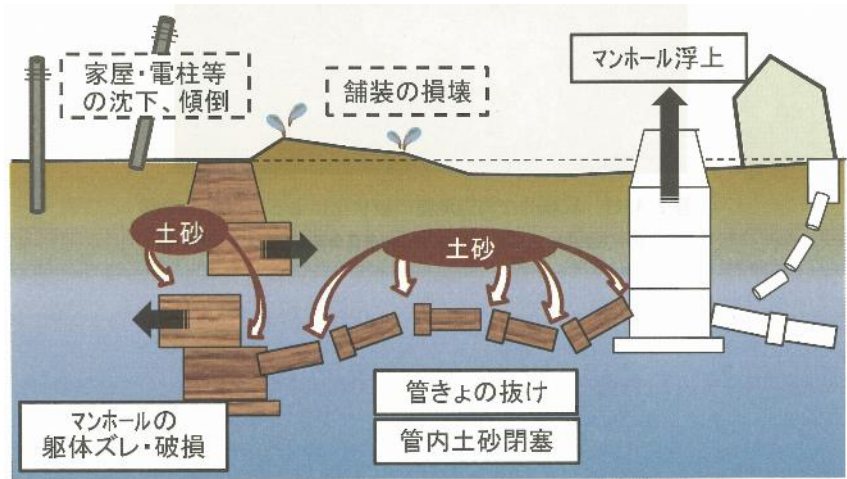 家屋・電柱等
の沈下、傾倒
舗装の損壊
マンホール浮上
土砂
土砂
マンホールの
躯体ズレ・破損
管きょの抜け
管内土砂閉塞